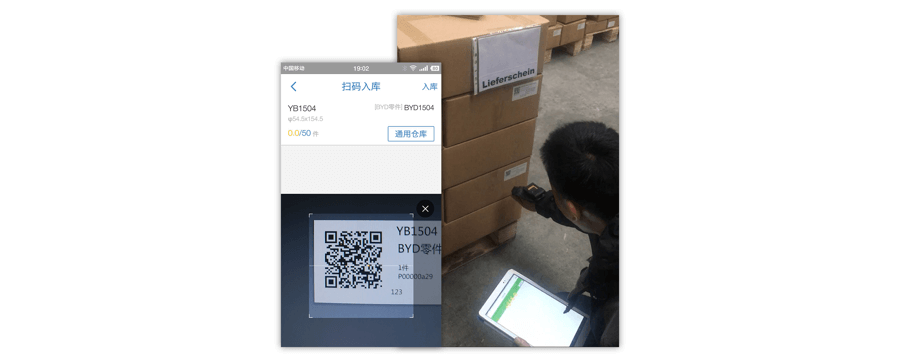 中国移动 19:02
扫码入库 入库
YB1504 [BYD零件] BYD1504
φ54.5x154.5
0.0/50 件 通用仓库
YB1504
BYD零件
1件
P00000a29
123
Lieferschein